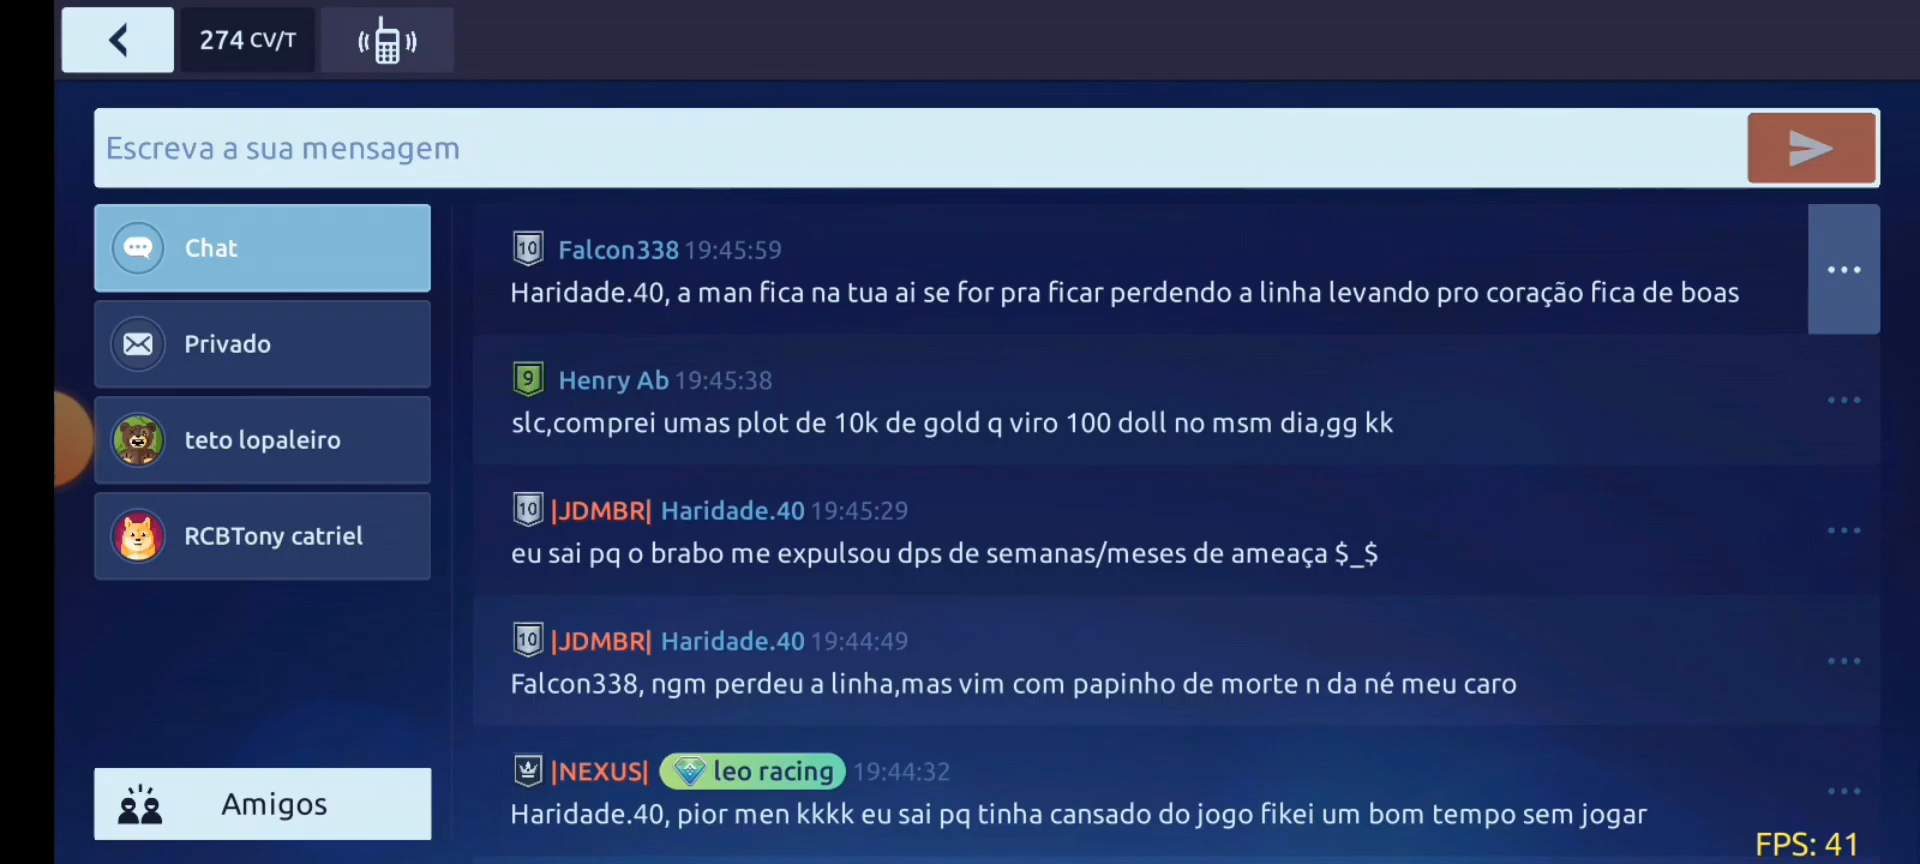 274 CV/T
Escreva a sua mensagem
Chat
Privado
teto lopaleiro
RCBTony catriel
Amigos
10 Falcon338 19:45:59
Haridade.40, a man fica na tua ai se for pra ficar perdendo a linha levando pro coração fica de boas
9 Henry Ab 19:45:38
slc,comprei umas plot de 10k de gold q viro 100 doll no msm dia,gg kk
10 |JDMBR| Haridade.40 19:45:29
eu sai pq o brabo me expulsou dps de semanas/meses de ameaça $_$
10 |JDMBR| Haridade.40 19:44:49
Falcon338, ngm perdeu a linha,mas vim com papinho de morte n da né meu caro
|NEXUS| leo racing 19:44:32
Haridade.40, pior men kkkk eu sai pq tinha cansado do jogo fikei um bom tempo sem jogar
FPS: 41